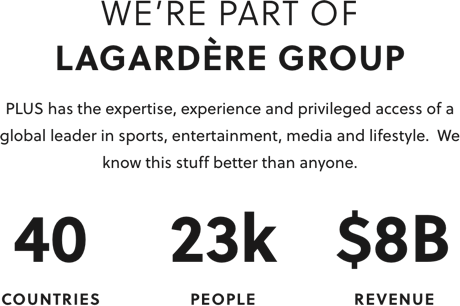 WE'RE PART OF
LAGARDÈRE GROUP
PLUS has the expertise, experience and privileged access of a
global leader in sports, entertainment, media and lifestyle.  We
know this stuff better than anyone.
40 23k $8B
COUNTRIES PEOPLE REVENUE